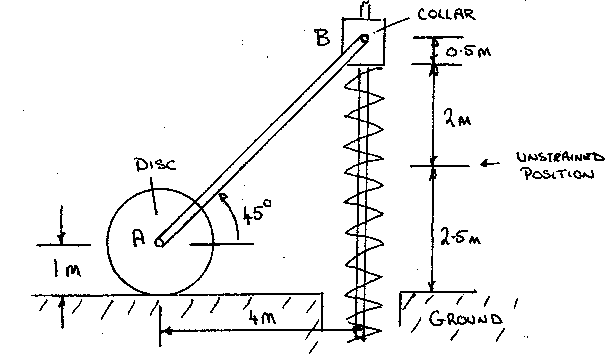 COLLAR
B
0.5M
2M
DISC
UNSTRAINED
POSITION
45°
A
2.5M
1M
4M
GROUND